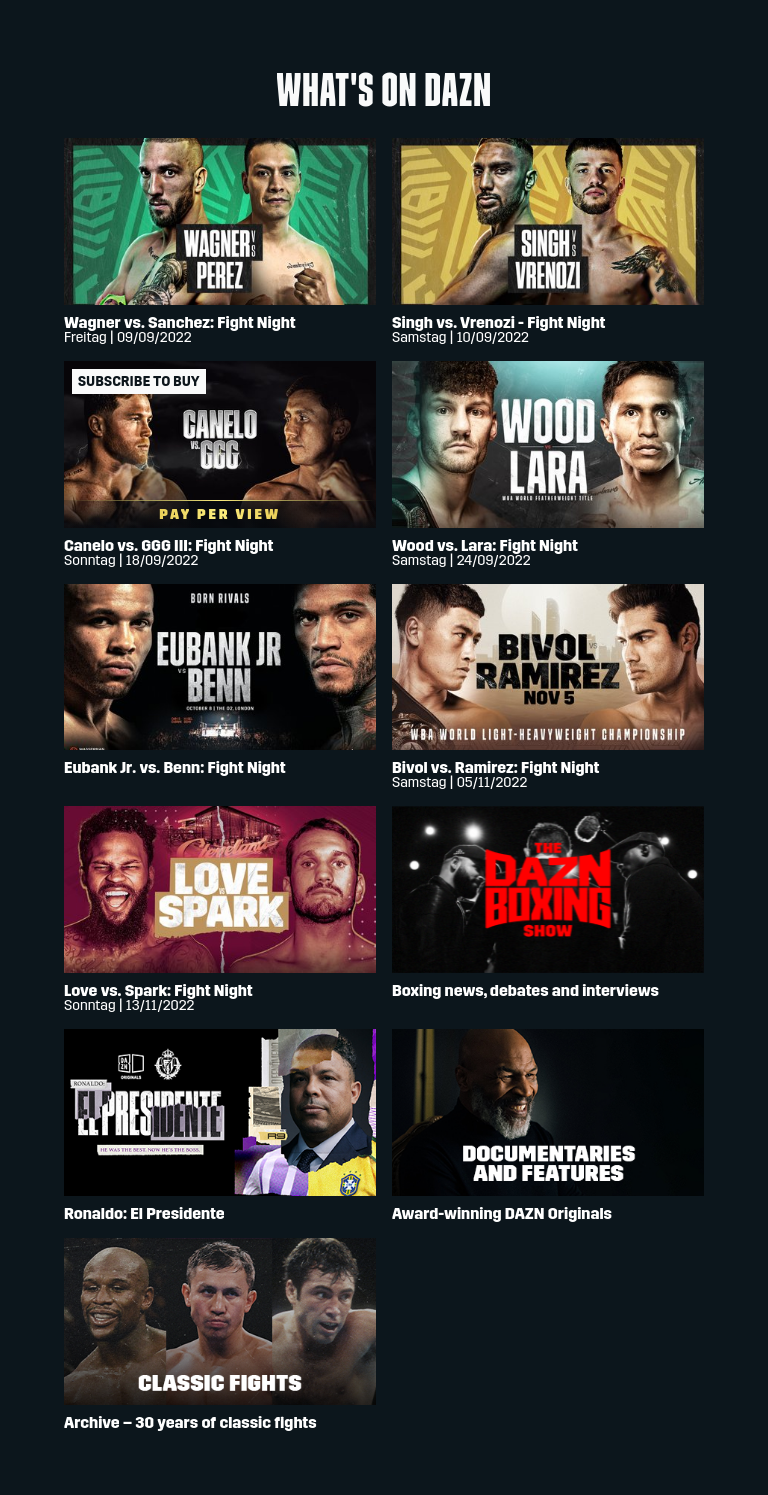 WHAT'S ON DAZN
WAGNER VS
PEREZ
SINGH VS
VRENOZI
Wagner vs. Sanchez: Fight Night
Freitag | 09/09/2022
Singh vs. Vrenozi - Fight Night
Samstag | 10/09/2022
SUBSCRIBE TO BUY
CANELO
VS.
GGG
PAY PER VIEW
WOOD
VS
LARA
WBA WORLD FEATHERWEIGHT TITLE
Canelo vs. GGG III: Fight Night
Sonntag | 18/09/2022
Wood vs. Lara: Fight Night
Samstag | 24/09/2022
BORN RIVALS
EUBANK JR
VS
BENN
OCTOBER 8 | THE O2, LONDON
BIVOL VS
RAMIREZ
NOV 5
WBA WORLD LIGHT-HEAVYWEIGHT CHAMPIONSHIP
Eubank Jr. vs. Benn: Fight Night
Bivol vs. Ramirez: Fight Night
Samstag | 05/11/2022
Cleveland
LOVE
SPARK
THE
DAZN
BOXING
SHOW
Love vs. Spark: Fight Night
Sonntag | 13/11/2022
Boxing news, debates and interviews
DAZN
ORIGINALS
RONALDO:
EL PRESIDENTE
HE WAS THE BEST. NOW HE'S THE BOSS.
R9
DOCUMENTARIES
AND FEATURES
Ronaldo: El Presidente
Award-winning DAZN Originals
CLASSIC FIGHTS
Archive – 30 years of classic fights